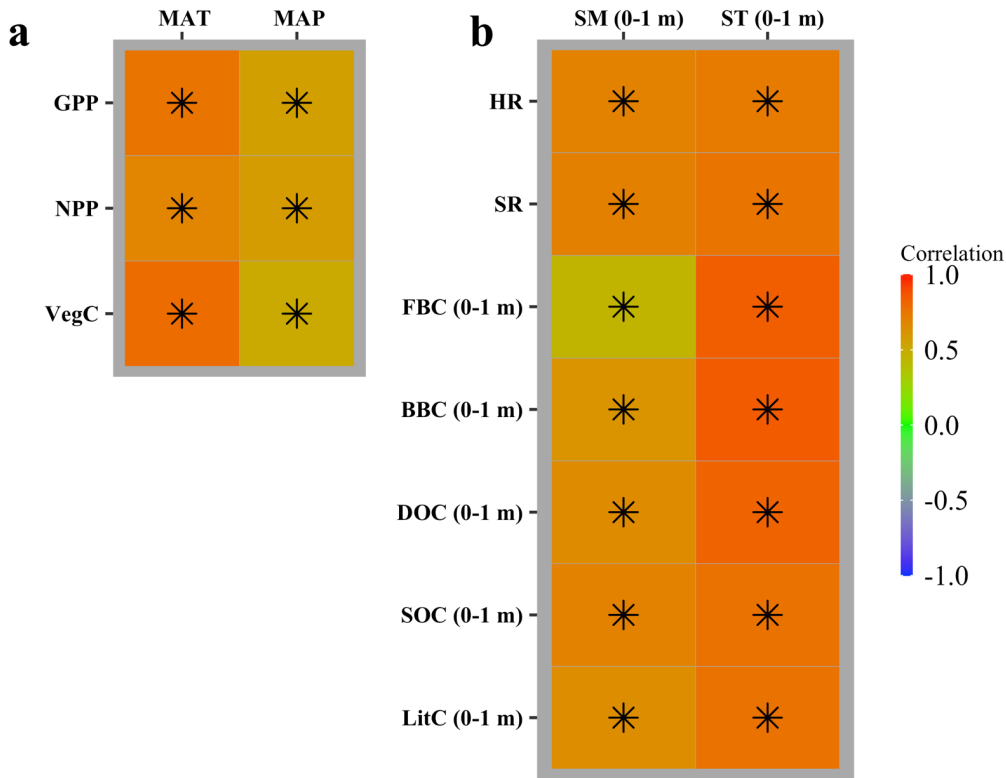 a
MAT MAP
GPP
NPP
VegC
b
SM (0-1 m) ST (0-1 m)
HR
SR
FBC (0-1 m)
BBC (0-1 m)
DOC (0-1 m)
SOC (0-1 m)
LitC (0-1 m)
Correlation
1.0
0.5
0.0
-0.5
-1.0